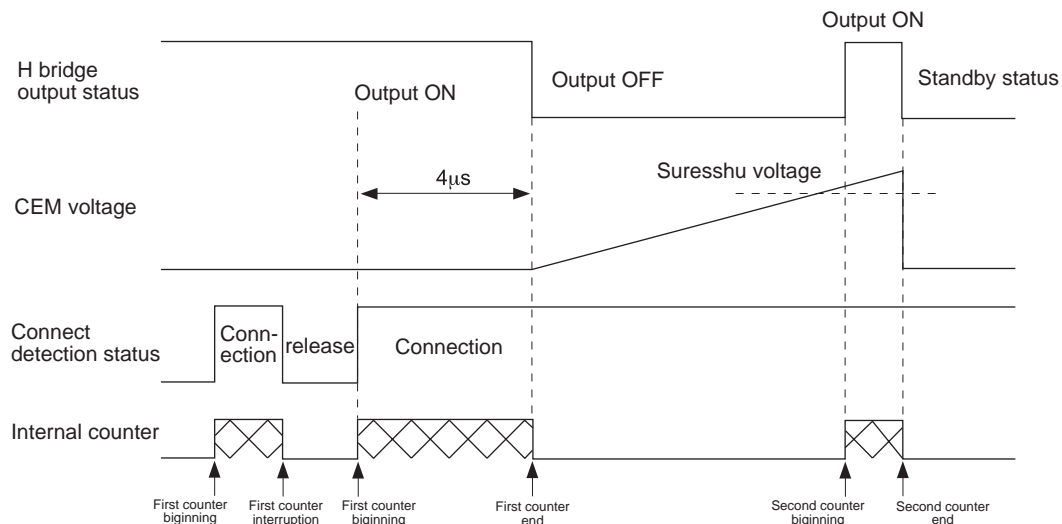 Output ON
H bridge
output status
Output ON
Output OFF
Standby status
4μs
Suresshu voltage
CEM voltage
Connect
detection status
Conn-
ection
release
Connection
Internal counter
First counter
biginning
First counter
interruption
First counter
biginning
First counter
end
Second counter
biginning
Second counter
end